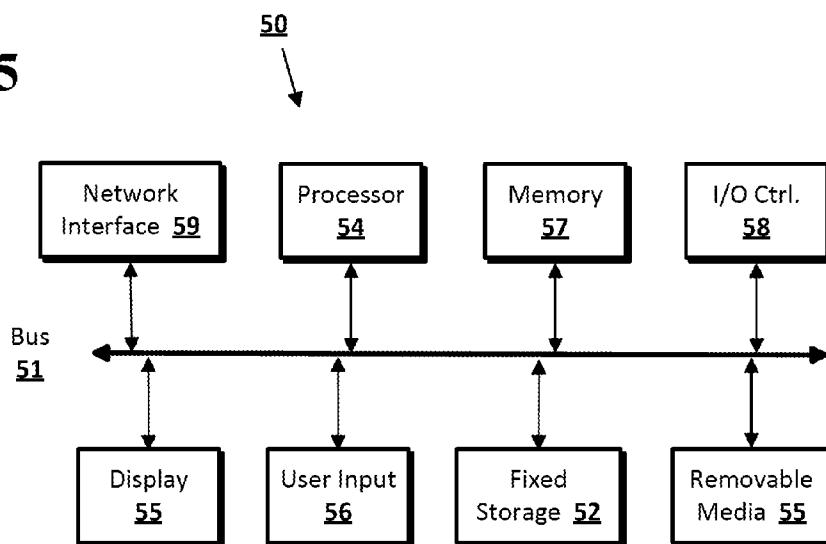 50
5
Network
Interface 59
Processor
54
Memory
57
I/O Ctrl.
58
Bus
51
Display
55
User Input
56
Fixed
Storage 52
Removable
Media 55